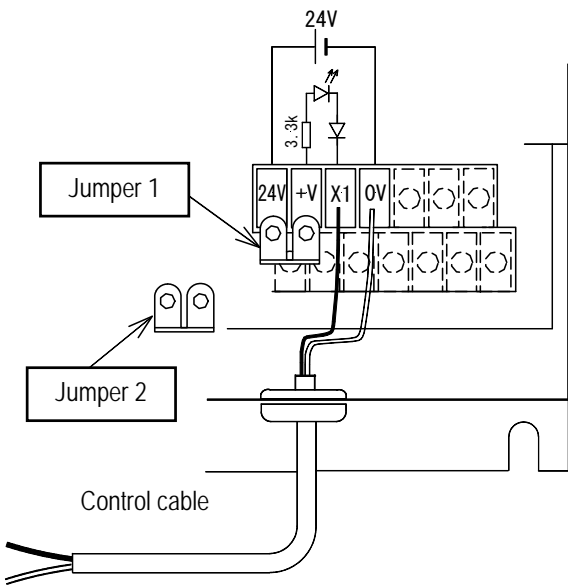 24V
3.3k
Jumper 1
24V +V X1 0V
Jumper 2
Control cable